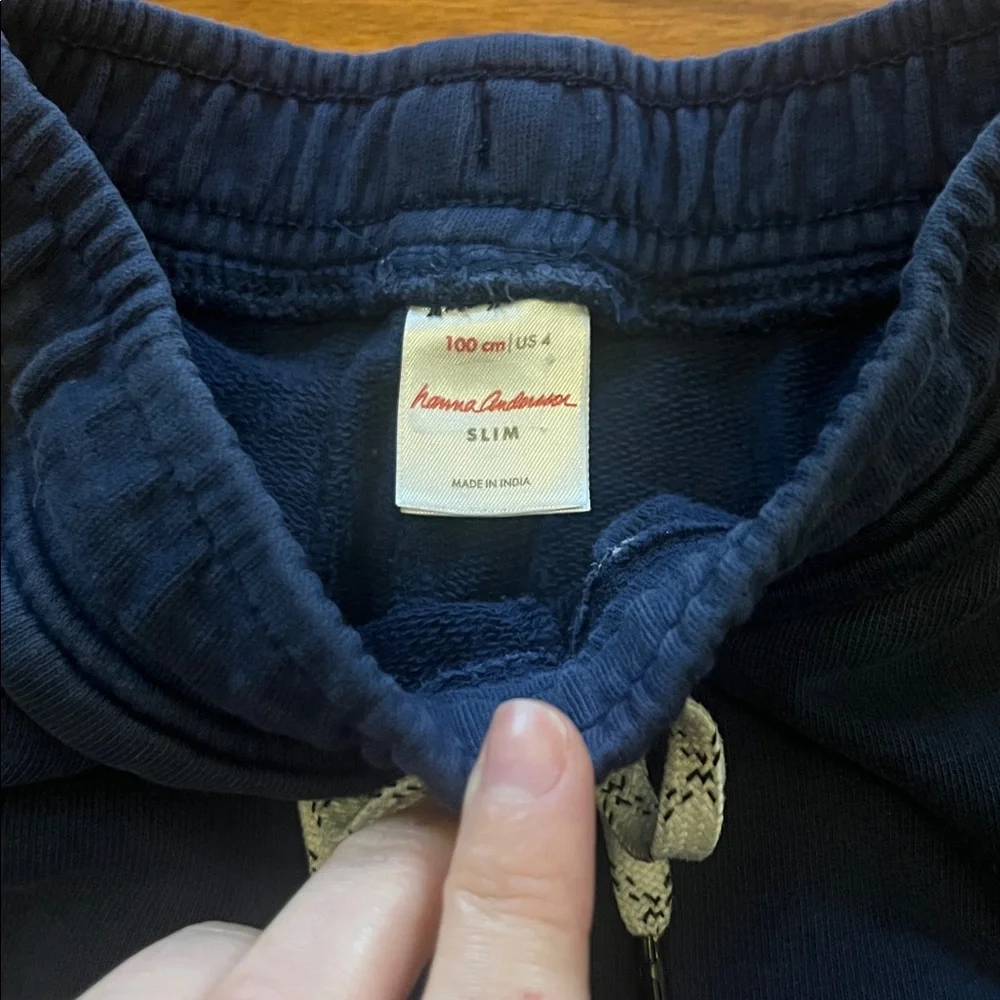 100 cm | US 4
hanna andersson
SLIM
MADE IN INDIA